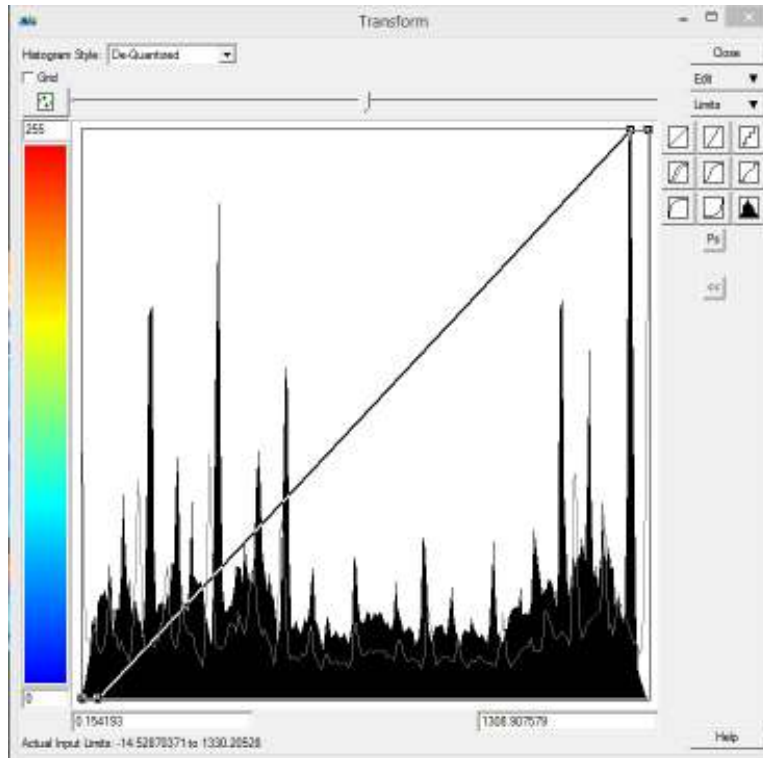 Transform
Histogram Style: De-Quantized
Close
Grid
Edit
Limits
255
Ps
<<
0
0.154193
1308.907579
Actual Input Limits: -14.52870371 to 1330.20528
Help